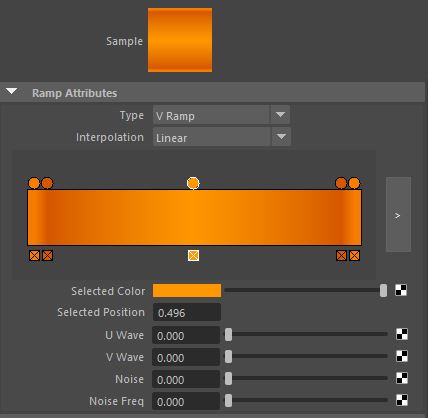 Sample
Ramp Attributes
Type V Ramp
Interpolation Linear
>
Selected Color
Selected Position 0.496
U Wave 0.000
V Wave 0.000
Noise 0.000
Noise Freq 0.000